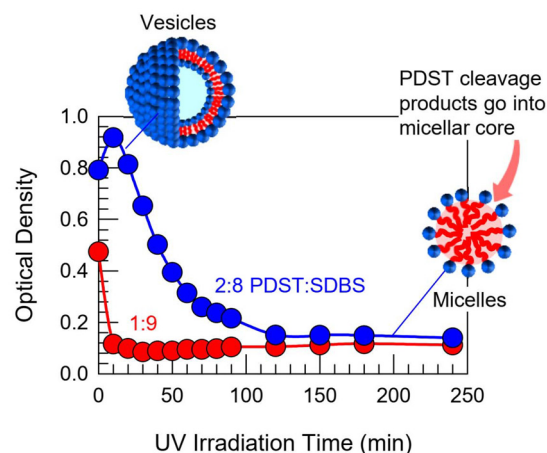 Vesicles
PDST cleavage
products go into
micellar core
1.0
0.8
0.6
0.4
0.2
0.0
Optical Density
2:8 PDST:SDBS
1:9
Micelles
0
50
100
150
200
250
UV Irradiation Time (min)